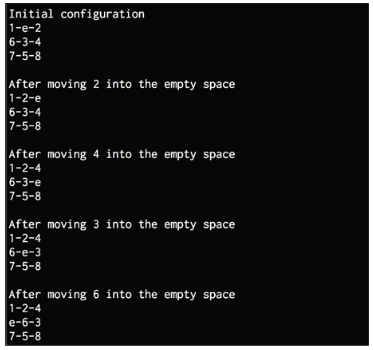 Initial configuration
1-e-2
6-3-4
7-5-8
After moving 2 into the empty space
1-2-e
6-3-4
7-5-8
After moving 4 into the empty space
1-2-4
6-3-e
7-5-8
After moving 3 into the empty space
1-2-4
6-e-3
7-5-8
After moving 6 into the empty space
1-2-4
e-6-3
7-5-8